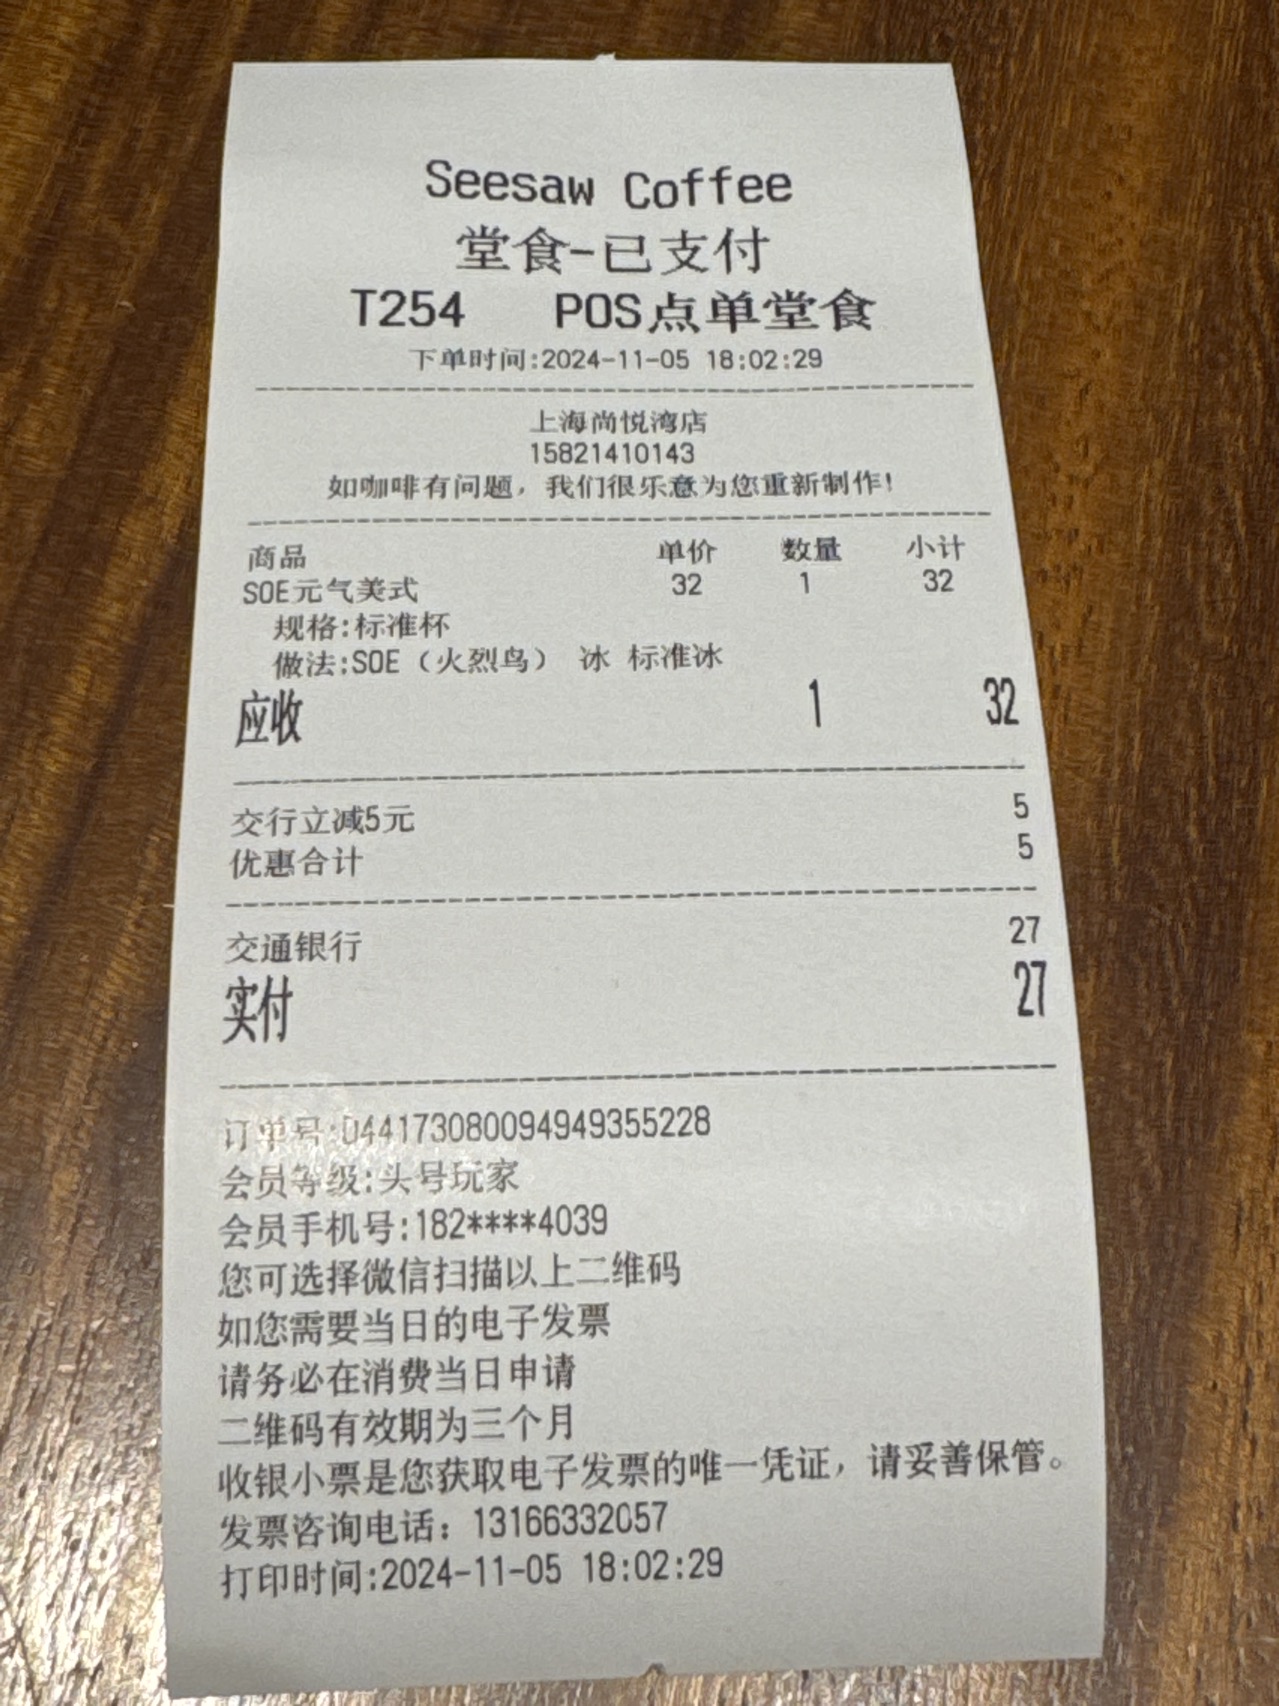 Seesaw Coffee
堂食-已支付
T254 POS点单堂食
下单时间:2024-11-05 18:02:29
上海尚悦湾店
15821410143
如咖啡有问题，我们很乐意为您重新制作!
商品 单价 数量 小计
SOE元气美式 32 1 32
规格:标准杯
做法:SOE（火烈鸟） 冰 标准冰
应收 1 32
交行立减5元 5
优惠合计 5
交通银行 27
实付 27
订单号:04417308009494935５228
会员等级:头号玩家
会员手机号:182****4039
您可选择微信扫描以上二维码
如您需要当日的电子发票
请务必在消费当日申请
二维码有效期为三个月
收银小票是您获取电子发票的唯一凭证，请妥善保管。
发票咨询电话：13166332057
打印时间:2024-11-05 18:02:29